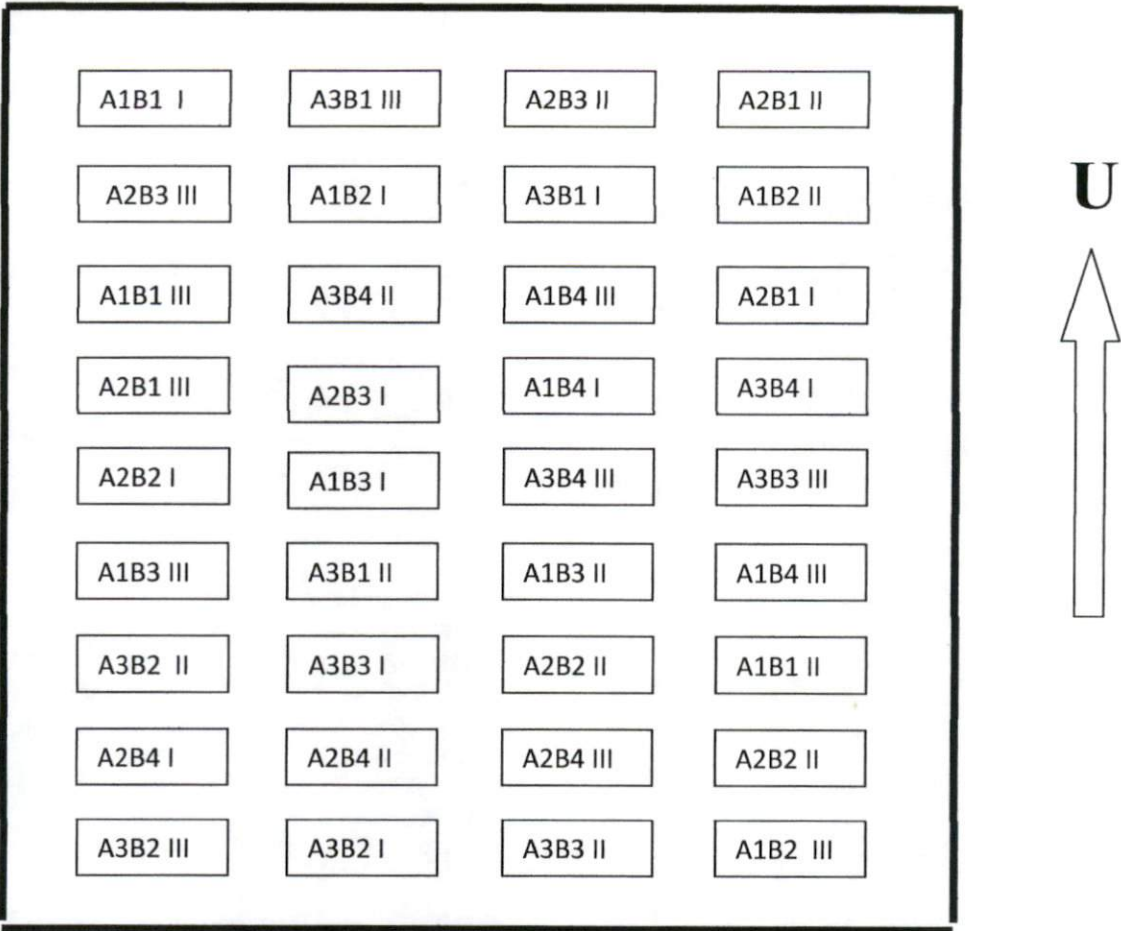 A1B1 I
A3B1 III
A2B3 II
A2B1 II
A2B3 III
A1B2 I
A3B1 I
A1B2 II
A1B1 III
A3B4 II
A1B4 III
A2B1 I
A2B1 III
A2B3 I
A1B4 I
A3B4 I
A2B2 I
A1B3 I
A3B4 III
A3B3 III
A1B3 III
A3B1 II
A1B3 II
A1B4 III
A3B2 II
A3B3 I
A2B2 II
A1B1 II
A2B4 I
A2B4 II
A2B4 III
A2B2 II
A3B2 III
A3B2 I
A3B3 II
A1B2 III
U